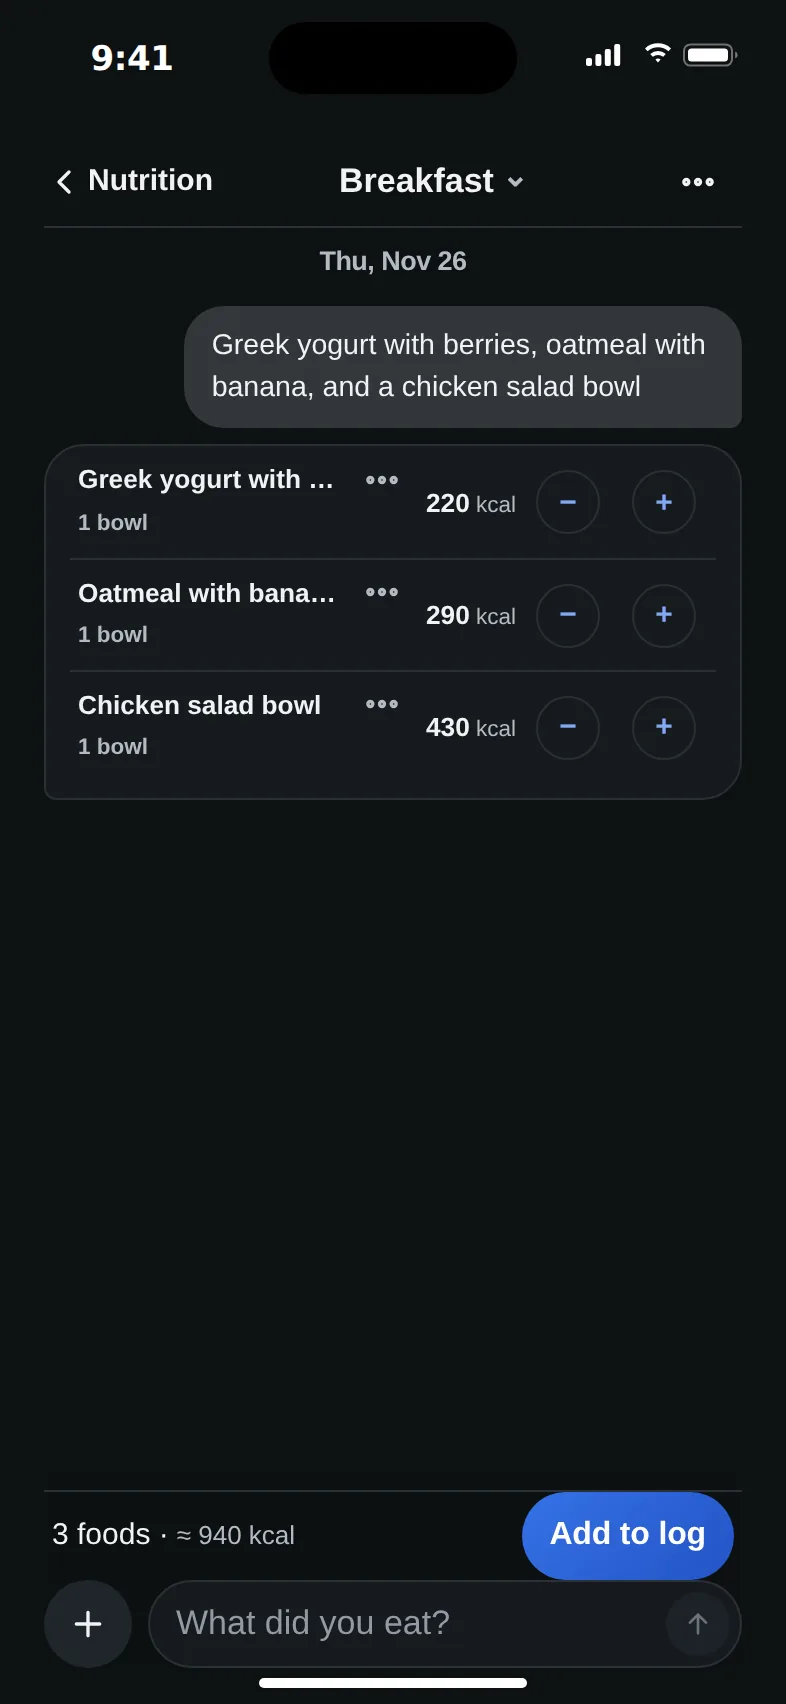 9:41
Nutrition
Breakfast
Thu, Nov 26
Greek yogurt with berries, oatmeal with
banana, and a chicken salad bowl
Greek yogurt with …
1 bowl
220 kcal
Oatmeal with bana…
1 bowl
290 kcal
Chicken salad bowl
1 bowl
430 kcal
3 foods · ≈ 940 kcal
Add to log
What did you eat?